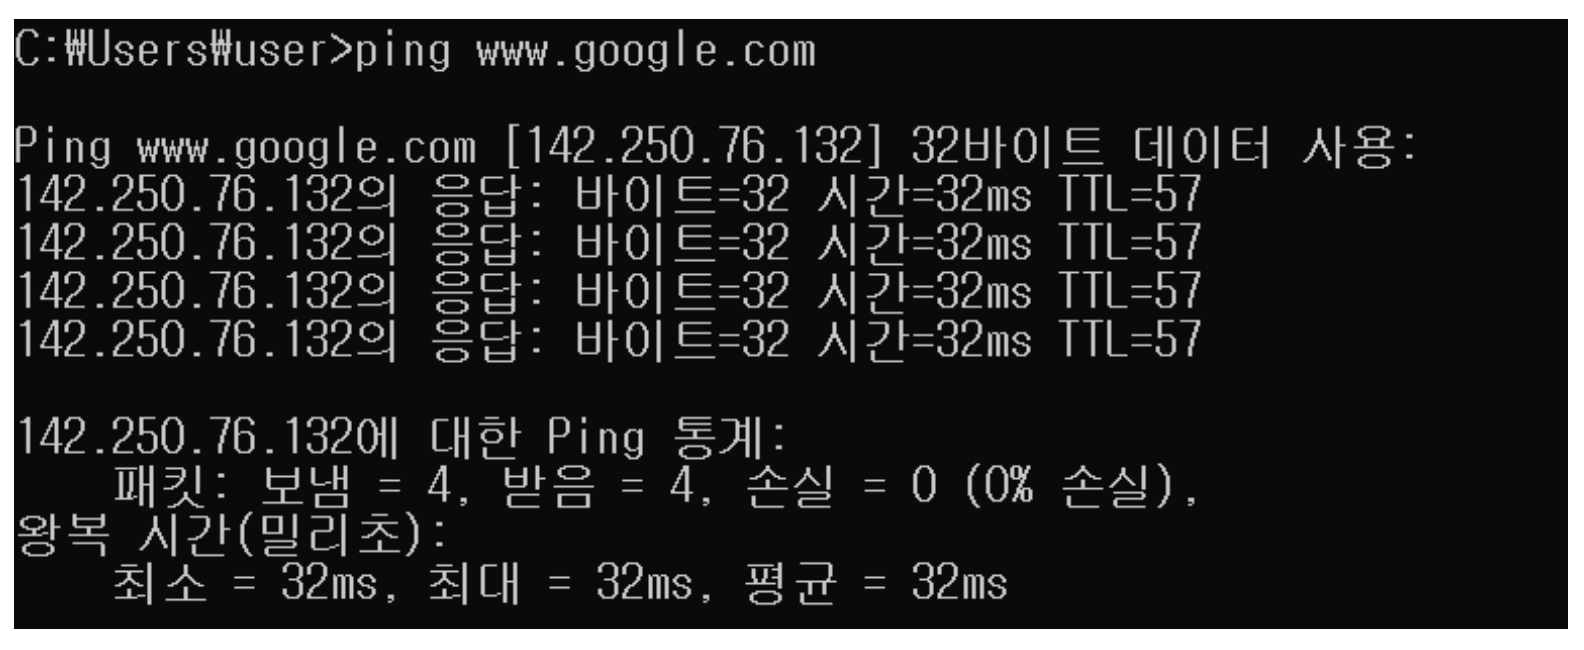 C:₩Users₩user>ping www.google.com
Ping www.google.com [142.250.76.132] 32바이트 데이터 사용:
142.250.76.132의 응답: 바이트=32 시간=32ms TTL=57
142.250.76.132의 응답: 바이트=32 시간=32ms TTL=57
142.250.76.132의 응답: 바이트=32 시간=32ms TTL=57
142.250.76.132의 응답: 바이트=32 시간=32ms TTL=57
142.250.76.132에 대한 Ping 통계:
패킷: 보냄 = 4, 받음 = 4, 손실 = 0 (0% 손실),
왕복 시간(밀리초):
최소 = 32ms, 최대 = 32ms, 평균 = 32ms